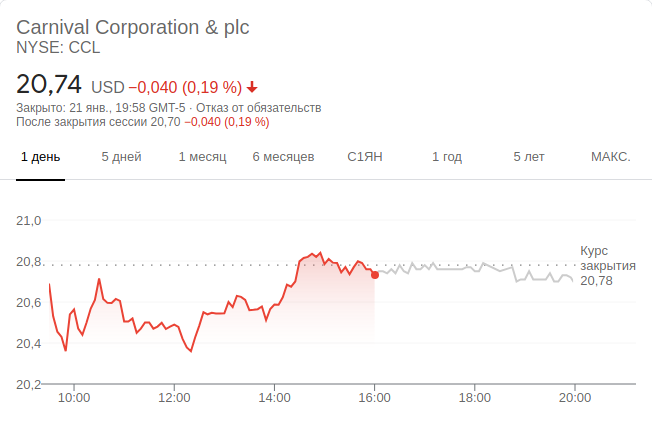 Carnival Corporation & plc
NYSE: CCL
20,74 USD −0,040 (0,19 %)
Закрыто: 21 янв., 19:58 GMT-5 · Отказ от обязательств
После закрытия сессии 20,70 −0,040 (0,19 %)
1 день 5 дней 1 месяц 6 месяцев С1ЯН 1 год 5 лет МАКС.
21,0
20,8
20,6
20,4
20,2
Курс
закрытия
20,78
10:00 12:00 14:00 16:00 18:00 20:00